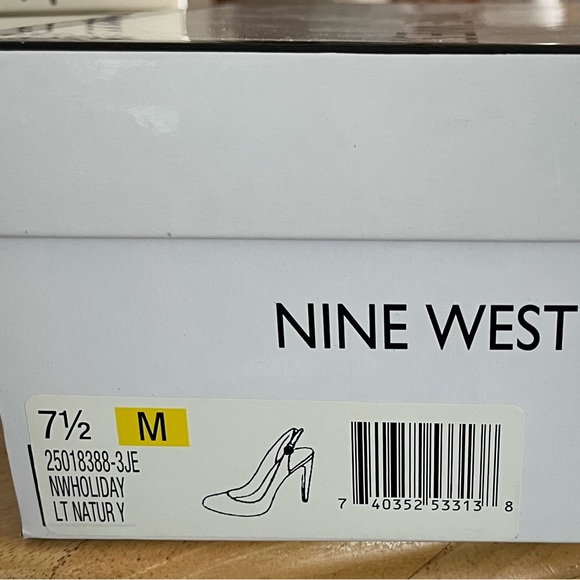 NINE WEST
7½ M
25018388-3JE
NWHOLIDAY
LT NATUR Y
7 40352 53313 8